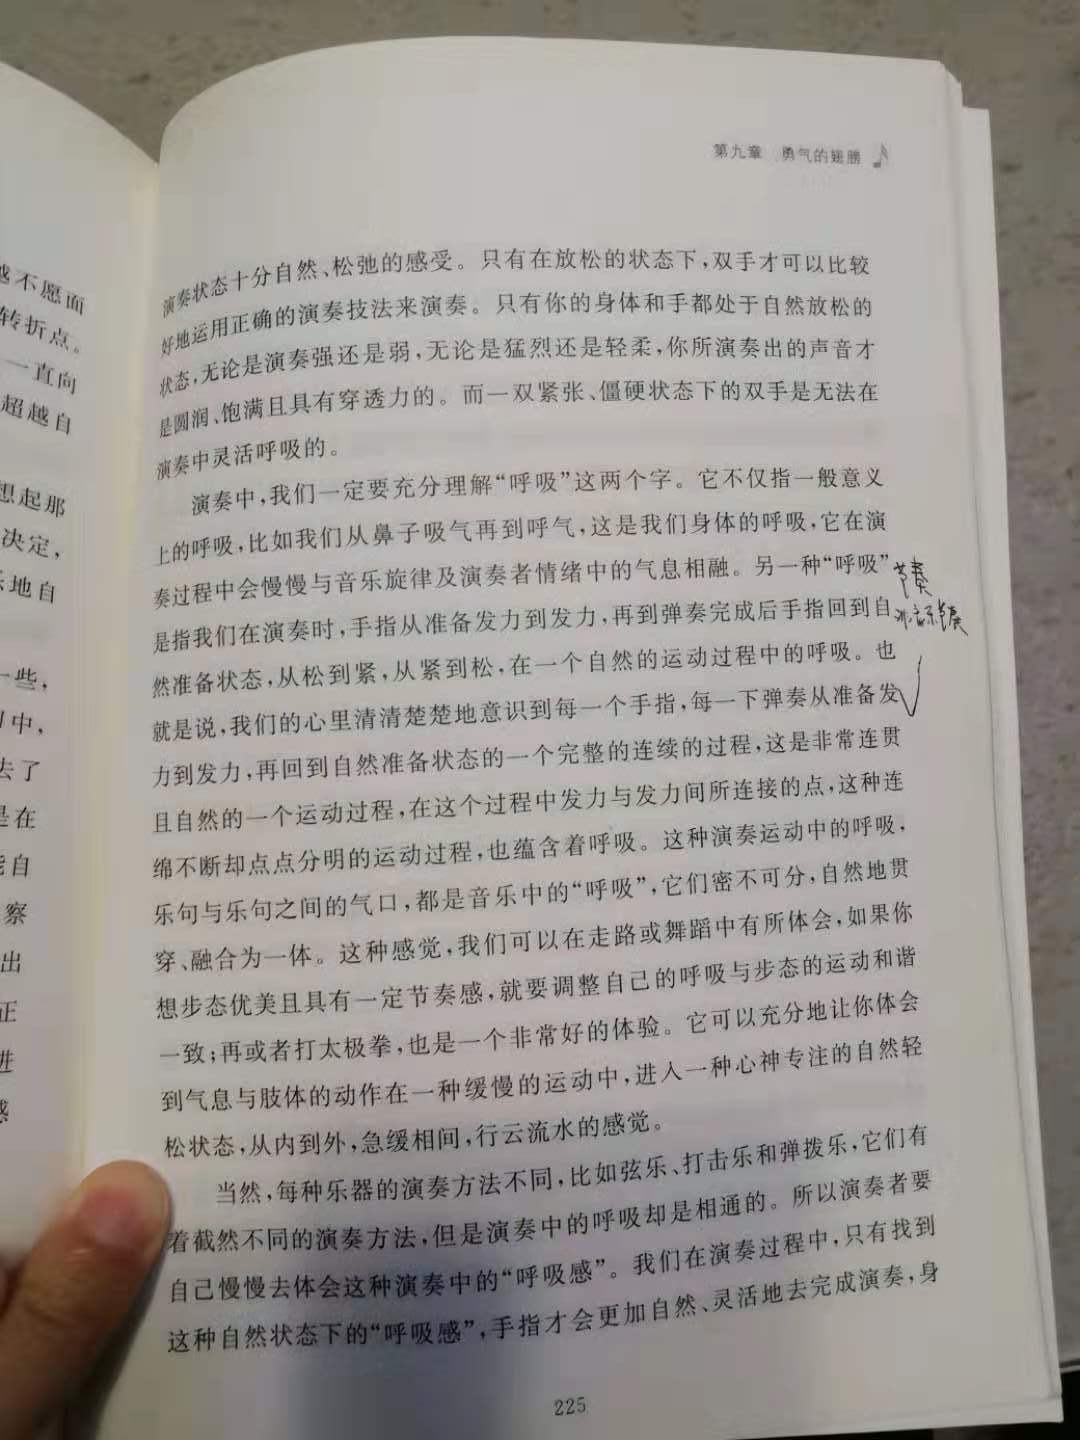 越不愿面
转折点。
一直向
超越自
想起那
决定,
乐地自
一些,
中,
去了
是在
能自
察
出
正
进
感
第九章 勇气的翅膀
演奏状态十分自然、松弛的感受。只有在放松的状态下,双手才可以比较
好地运用正确的演奏技法来演奏。只有你的身体和手都处于自然放松的
状态,无论是演奏强还是弱,无论是猛烈还是轻柔,你所演奏出的声音才
是圆润、饱满且具有穿透力的。而一双紧张、僵硬状态下的双手是无法在
演奏中灵活呼吸的。
演奏中,我们一定要充分理解“呼吸”这两个字。它不仅指一般意义
上的呼吸,比如我们从鼻子吸气再到呼气,这是我们身体的呼吸,它在演
奏过程中会慢慢与音乐旋律及演奏者情绪中的气息相融。另一种“呼吸”
是指我们在演奏时,手指从准备发力到发力,再到弹奏完成后手指回到自
然准备状态,从松到紧,从紧到松,在一个自然的运动过程中的呼吸。也
就是说,我们的心里清清楚楚地意识到每一个手指,每一下弹奏从准备发
力到发力,再回到自然准备状态的一个完整的连续的过程,这是非常连贯
且自然的一个运动过程,在这个过程中发力与发力间所连接的点,这种连
绵不断却点点分明的运动过程,也蕴含着呼吸。这种演奏运动中的呼吸,
乐句与乐句之间的气口,都是音乐中的“呼吸”,它们密不可分,自然地贯
穿、融合为一体。这种感觉,我们可以在走路或舞蹈中有所体会,如果你
想步态优美且具有一定节奏感,就要调整自己的呼吸与步态的运动和谐
一致;再或者打太极拳,也是一个非常好的体验。它可以充分地让你体会
到气息与肢体的动作在一种缓慢的运动中,进入一种心神专注的自然轻
松状态,从内到外,急缓相间,行云流水的感觉。
当然,每种乐器的演奏方法不同,比如弦乐、打击乐和弹拨乐,它们有
着截然不同的演奏方法,但是演奏中的呼吸却是相通的。所以演奏者要
自己慢慢去体会这种演奏中的“呼吸感”。我们在演奏过程中,只有找到
这种自然状态下的“呼吸感”,手指才会更加自然、灵活地去完成演奏,身
节奏
225